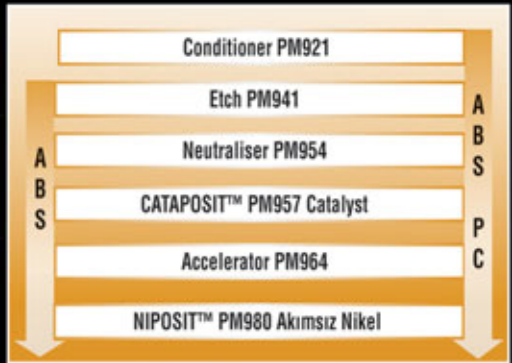 Conditioner PM921
Etch PM941
Neutraliser PM954
CATAPOSIT™ PM957 Catalyst
Accelerator PM964
NIPOSIT™ PM980 Akımsız Nikel
ABS
ABS PC